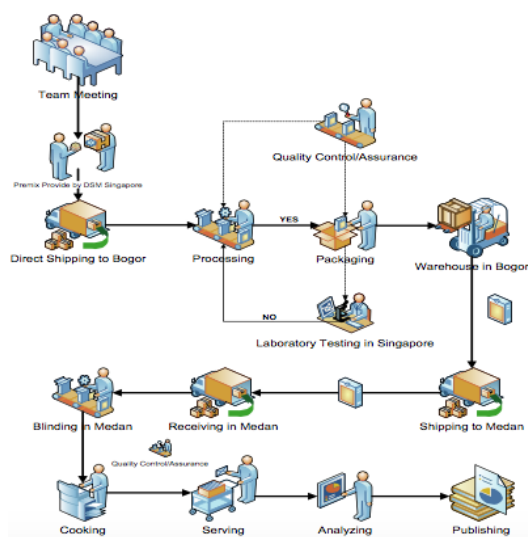 Team Meeting
Premix Provide by DSM Singapore
Quality Control/Assurance
Direct Shipping to Bogor
Processing
YES
Packaging
Warehouse in Bogor
NO
Laboratory Testing in Singapore
Blinding in Medan
Receiving in Medan
Shipping to Medan
Quality Control/Assurance
Cooking
Serving
Analyzing
Publishing